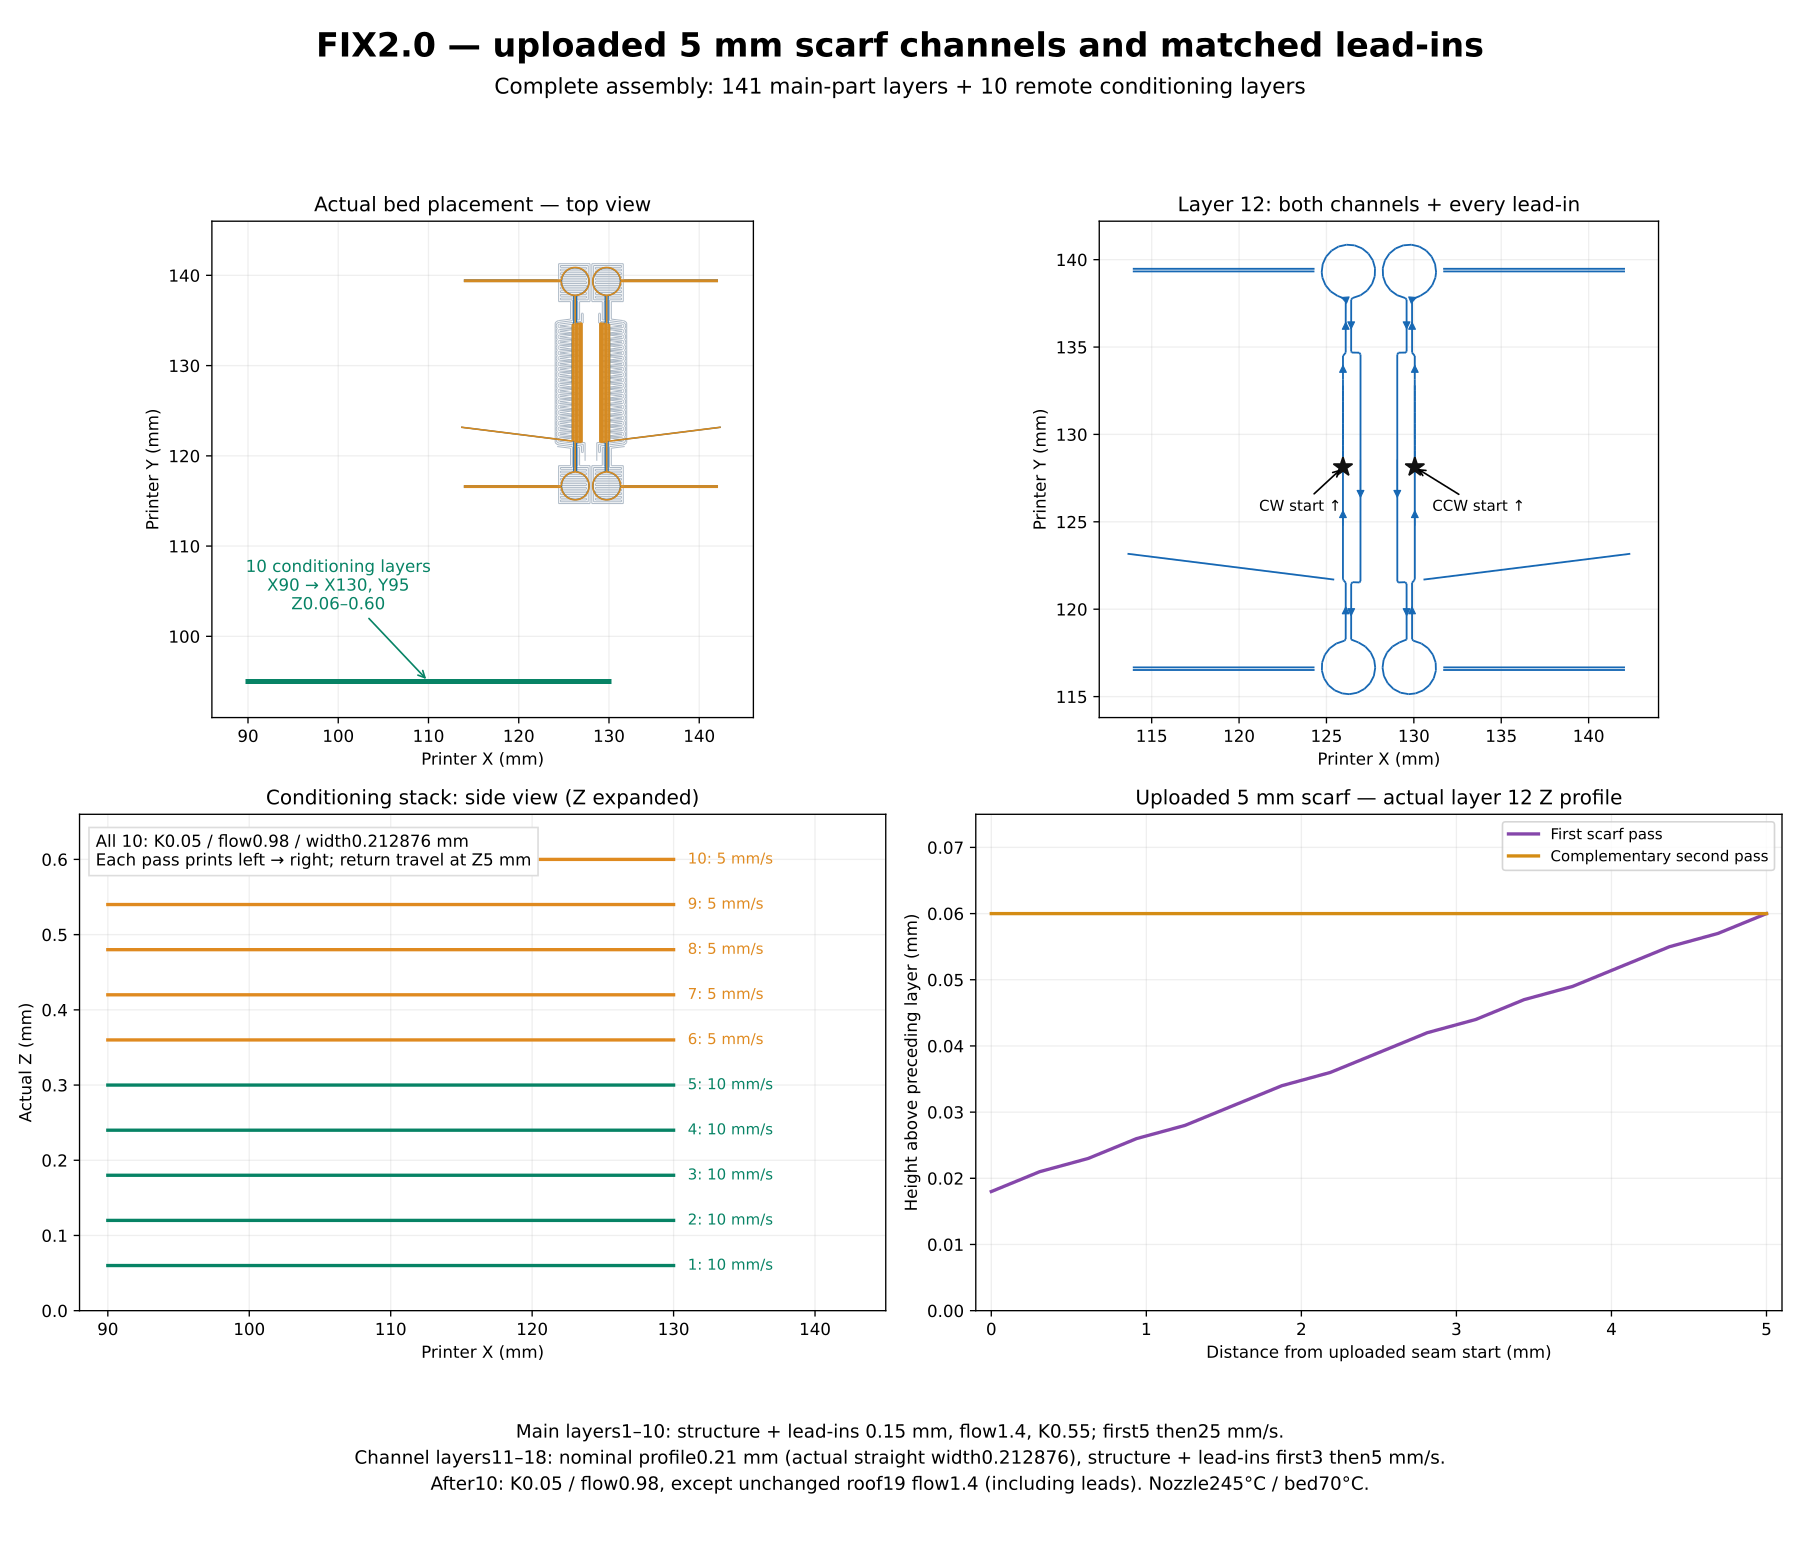 FIX2.0 — uploaded 5 mm scarf channels and matched lead-ins
Complete assembly: 141 main-part layers + 10 remote conditioning layers
Actual bed placement — top view
140
130
120
110
100
Printer Y (mm)
10 conditioning layers
X90 → X130, Y95
Z0.06–0.60
90
100
110
120
130
140
Printer X (mm)
Layer 12: both channels + every lead-in
140
135
130
125
120
115
Printer Y (mm)
CW start ↑
CCW start ↑
115
120
125
130
135
140
Printer X (mm)
Conditioning stack: side view (Z expanded)
All 10: K0.05 / flow0.98 / width0.212876 mm
Each pass prints left → right; return travel at Z5 mm
0.6
0.5
0.4
0.3
0.2
0.1
0.0
Actual Z (mm)
10: 5 mm/s
9: 5 mm/s
8: 5 mm/s
7: 5 mm/s
6: 5 mm/s
5: 10 mm/s
4: 10 mm/s
3: 10 mm/s
2: 10 mm/s
1: 10 mm/s
90
100
110
120
130
140
Printer X (mm)
Uploaded 5 mm scarf — actual layer 12 Z profile
First scarf pass
Complementary second pass
0.07
0.06
0.05
0.04
0.03
0.02
0.01
0.00
Height above preceding layer (mm)
0
1
2
3
4
5
Distance from uploaded seam start (mm)
Main layers1–10: structure + lead-ins 0.15 mm, flow1.4, K0.55; first5 then25 mm/s.
Channel layers11–18: nominal profile0.21 mm (actual straight width0.212876), structure + lead-ins first3 then5 mm/s.
After10: K0.05 / flow0.98, except unchanged roof19 flow1.4 (including leads). Nozzle245°C / bed70°C.